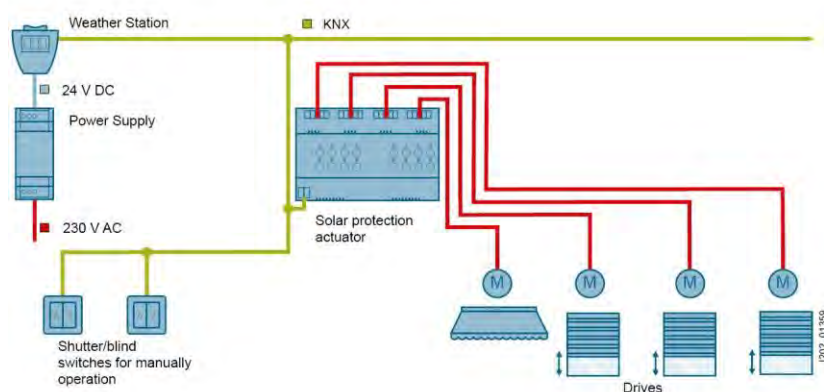 Weather Station
KNX
24 V DC
Power Supply
230 V AC
Solar protection
actuator
M
M
M
M
Shutter/blind
switches for manually
operation
Drives
I202_01359